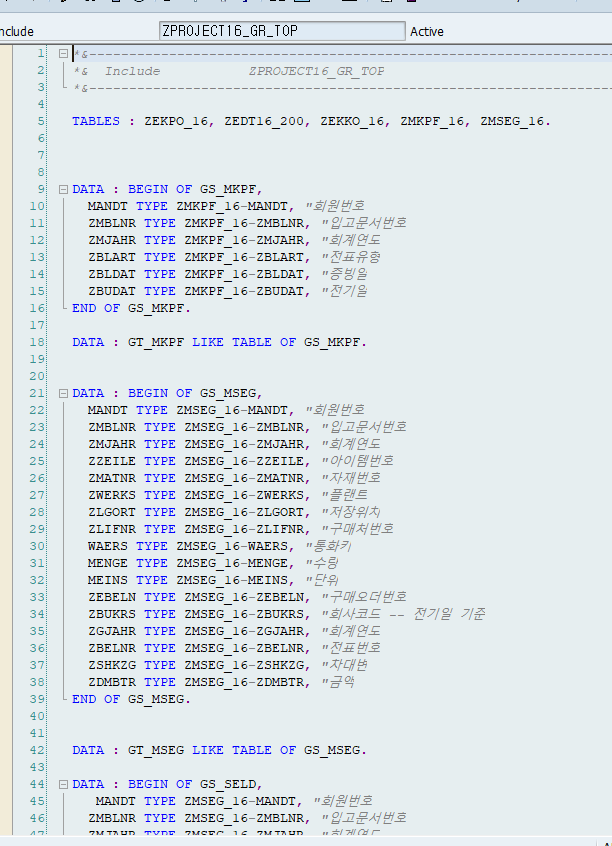 nclude ZPROJECT16_GR_TOP Active
1 *&----------------------------------------------------------------------
2 *&  Include           ZPROJECT16_GR_TOP
3 *&----------------------------------------------------------------------
4
5 TABLES : ZEKPO_16, ZEDT16_200, ZEKKO_16, ZMKPF_16, ZMSEG_16.
6
7
8
9 DATA : BEGIN OF GS_MKPF,
10   MANDT TYPE ZMKPF_16-MANDT, "회원번호
11   ZMBLNR TYPE ZMKPF_16-ZMBLNR, "입고문서번호
12   ZMJAHR TYPE ZMKPF_16-ZMJAHR, "회계연도
13   ZBLART TYPE ZMKPF_16-ZBLART, "전표유형
14   ZBLDAT TYPE ZMKPF_16-ZBLDAT, "증빙일
15   ZBUDAT TYPE ZMKPF_16-ZBUDAT, "전기일
16 END OF GS_MKPF.
17
18 DATA : GT_MKPF LIKE TABLE OF GS_MKPF.
19
20
21 DATA : BEGIN OF GS_MSEG,
22   MANDT TYPE ZMSEG_16-MANDT, "회원번호
23   ZMBLNR TYPE ZMSEG_16-ZMBLNR, "입고문서번호
24   ZMJAHR TYPE ZMSEG_16-ZMJAHR, "회계연도
25   ZZEILE TYPE ZMSEG_16-ZZEILE, "아이템번호
26   ZMATNR TYPE ZMSEG_16-ZMATNR, "자재번호
27   ZWERKS TYPE ZMSEG_16-ZWERKS, "플랜트
28   ZLGORT TYPE ZMSEG_16-ZLGORT, "저장위치
29   ZLIFNR TYPE ZMSEG_16-ZLIFNR, "구매처번호
30   WAERS TYPE ZMSEG_16-WAERS, "통화키
31   MENGE TYPE ZMSEG_16-MENGE, "수량
32   MEINS TYPE ZMSEG_16-MEINS, "단위
33   ZEBELN TYPE ZMSEG_16-ZEBELN, "구매오더번호
34   ZBUKRS TYPE ZMSEG_16-ZBUKRS, "회사코드 -- 전기일 기준
35   ZGJAHR TYPE ZMSEG_16-ZGJAHR, "회계연도
36   ZBELNR TYPE ZMSEG_16-ZBELNR, "전표번호
37   ZSHKZG TYPE ZMSEG_16-ZSHKZG, "차대변
38   ZDMBTR TYPE ZMSEG_16-ZDMBTR, "금액
39 END OF GS_MSEG.
40
41
42 DATA : GT_MSEG LIKE TABLE OF GS_MSEG.
43
44 DATA : BEGIN OF GS_SELD,
45    MANDT TYPE ZMSEG_16-MANDT, "회원번호
46   ZMBLNR TYPE ZMSEG_16-ZMBLNR, "입고문서번호
47   ZMJAHR TYPE ZMSEG_16-ZMJAHR, "회계연도